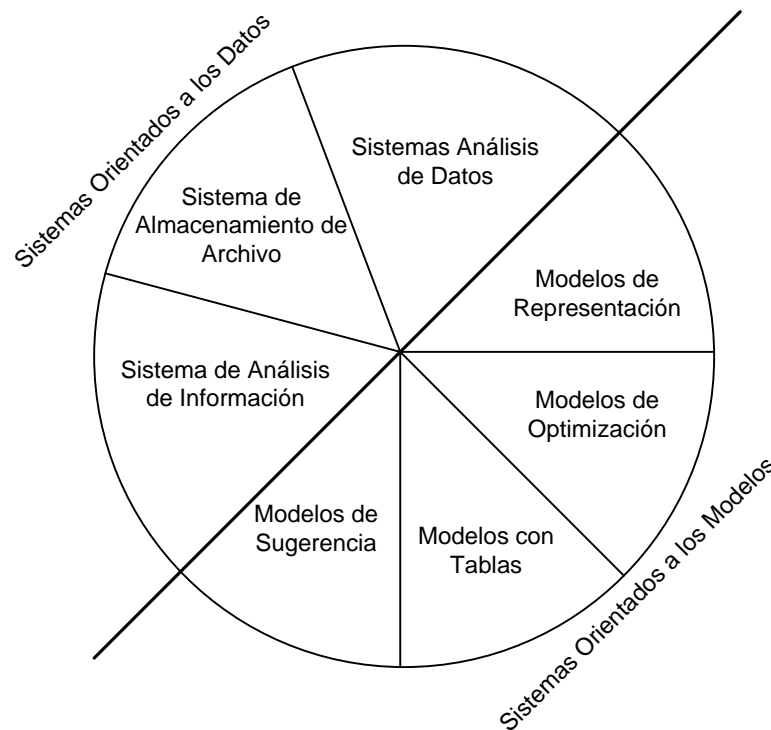 Sistemas Orientados a los Datos
Sistemas Análisis
de Datos
Sistema de
Almacenamiento de
Archivo
Modelos de
Representación
Sistema de Análisis
de Información
Modelos de
Optimización
Modelos de
Sugerencia
Modelos con
Tablas
Sistemas Orientados a los Modelos